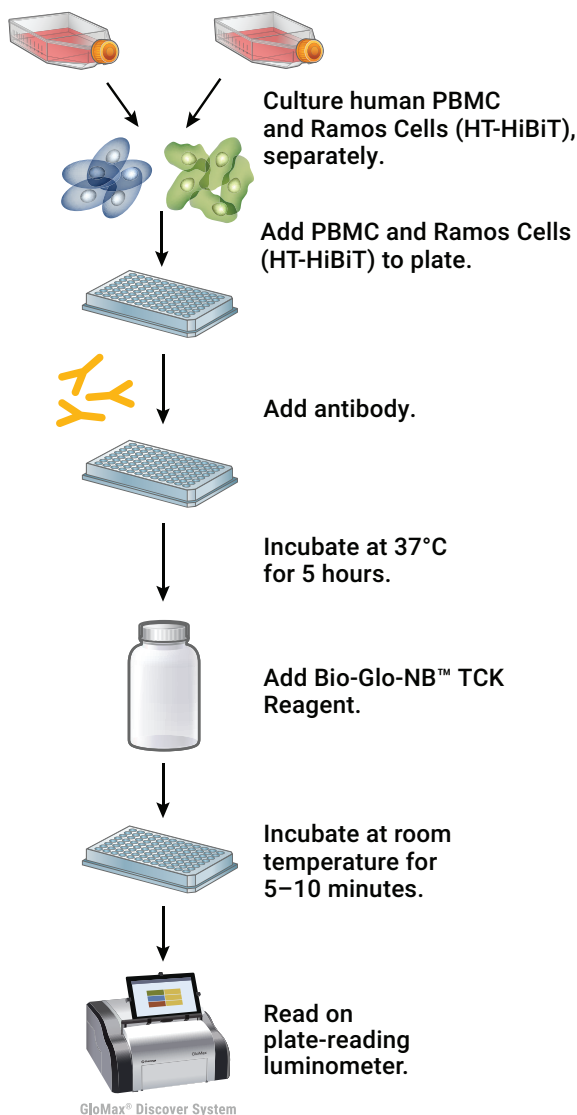 Culture human PBMC
and Ramos Cells (HT-HiBiT),
separately.
Add PBMC and Ramos Cells
(HT-HiBiT) to plate.
Add antibody.
Incubate at 37°C
for 5 hours.
Add Bio-Glo-NB™ TCK
Reagent.
Incubate at room
temperature for
5–10 minutes.
Read on
plate-reading
luminometer.
GloMax
GloMax® Discover System